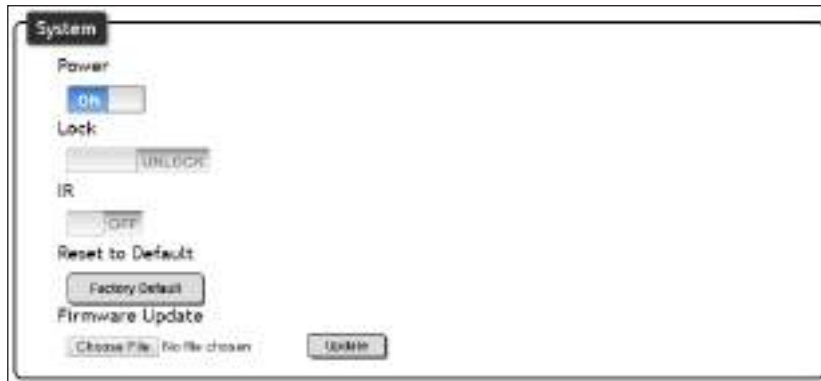 System
Power
ON
Lock
UNLOCK
IR
OFF
Reset to Default
Factory Default
Firmware Update
Choose File No file chosen Update